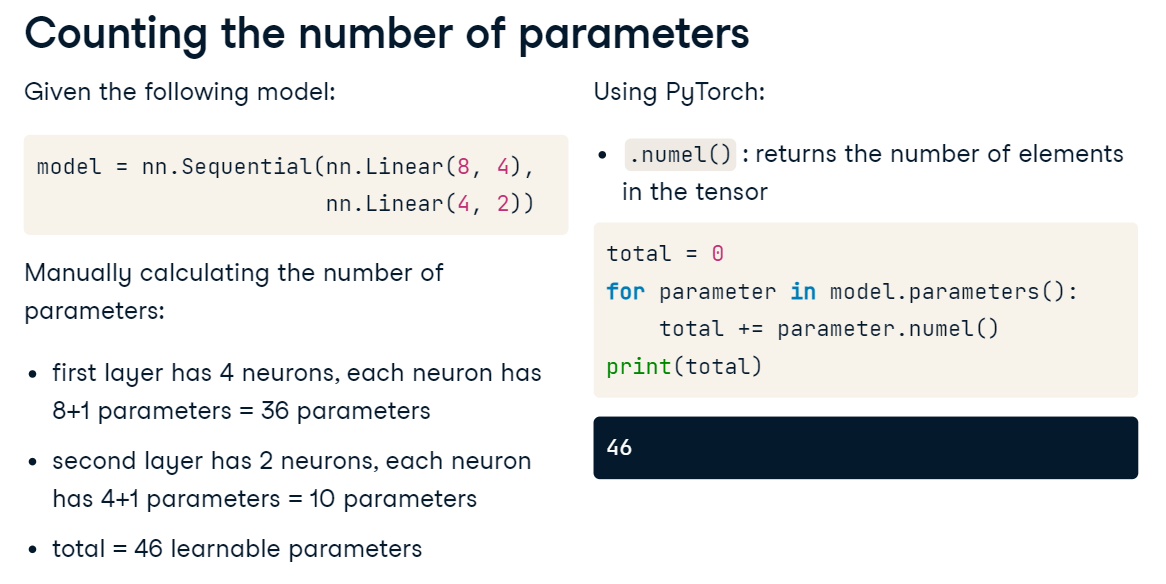 Counting the number of parameters
Given the following model:
model = nn.Sequential(nn.Linear(8, 4),
                      nn.Linear(4, 2))
Manually calculating the number of
parameters:
• first layer has 4 neurons, each neuron has
8+1 parameters = 36 parameters
• second layer has 2 neurons, each neuron
has 4+1 parameters = 10 parameters
• total = 46 learnable parameters
Using PyTorch:
• .numel() : returns the number of elements
in the tensor
total = 0
for parameter in model.parameters():
    total += parameter.numel()
print(total)
46